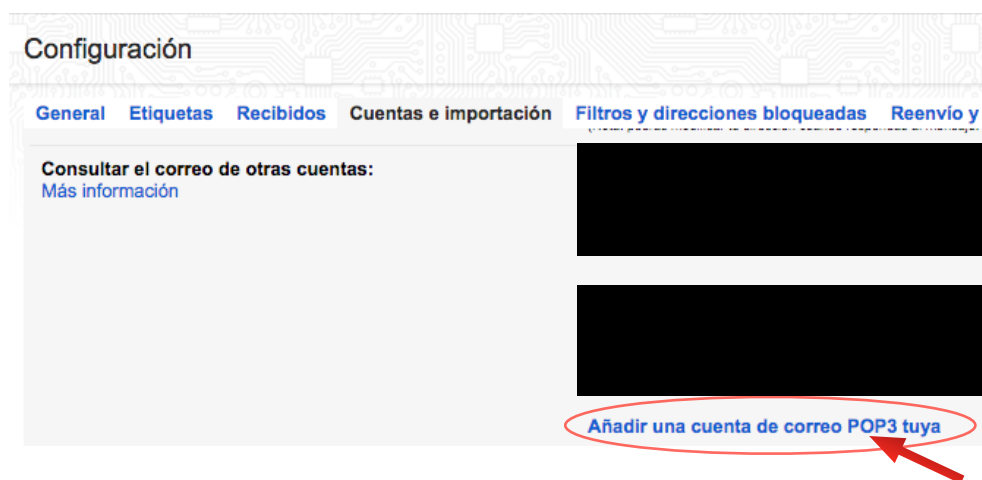 Configuración
General Etiquetas Recibidos Cuentas e importación Filtros y direcciones bloqueadas Reenvío y
Consultar el correo de otras cuentas:
Más información
Añadir una cuenta de correo POP3 tuya